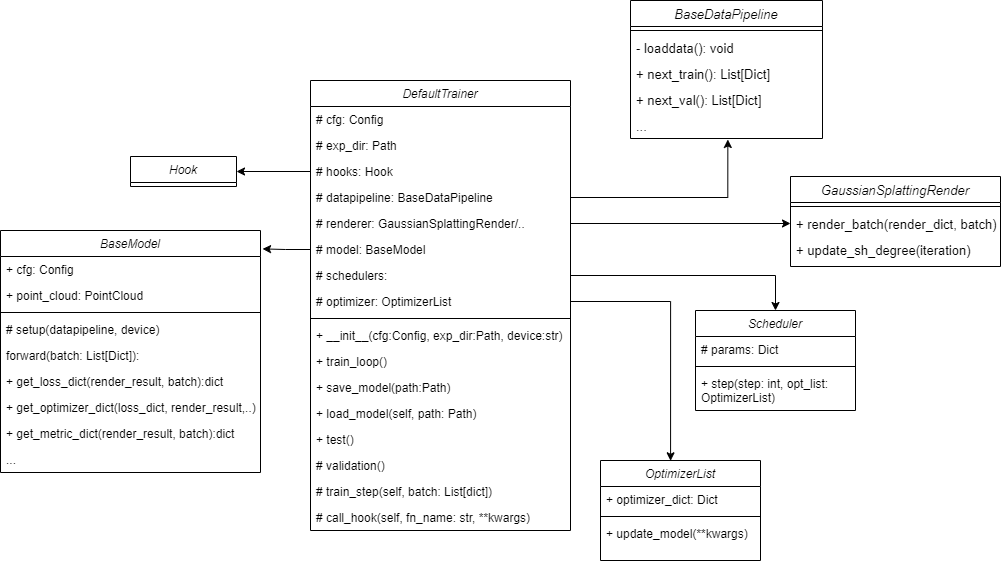 BaseDataPipeline
- loaddata(): void
+ next_train(): List[Dict]
+ next_val(): List[Dict]
...
DefaultTrainer
# cfg: Config
# exp_dir: Path
# hooks: Hook
# datapipeline: BaseDataPipeline
# renderer: GaussianSplattingRender/..
# model: BaseModel
# schedulers:
# optimizer: OptimizerList
+ __init__(cfg:Config, exp_dir:Path, device:str)
+ train_loop()
+ save_model(path:Path)
+ load_model(self, path: Path)
+ test()
# validation()
# train_step(self, batch: List[dict])
# call_hook(self, fn_name: str, **kwargs)
Hook
GaussianSplattingRender
+ render_batch(render_dict, batch)
+ update_sh_degree(iteration)
BaseModel
+ cfg: Config
+ point_cloud: PointCloud
# setup(datapipeline, device)
forward(batch: List[Dict]):
+ get_loss_dict(render_result, batch):dict
+ get_optimizer_dict(loss_dict, render_result,..)
+ get_metric_dict(render_result, batch):dict
...
Scheduler
# params: Dict
+ step(step: int, opt_list:
OptimizerList)
OptimizerList
+ optimizer_dict: Dict
+ update_model(**kwargs)